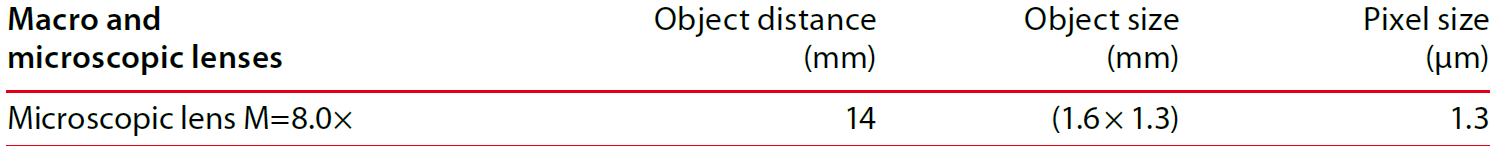 Macro and Object distance Object size Pixel size
microscopic lenses (mm) (mm) (µm)
Microscopic lens M=8.0× 14 (1.6 × 1.3) 1.3